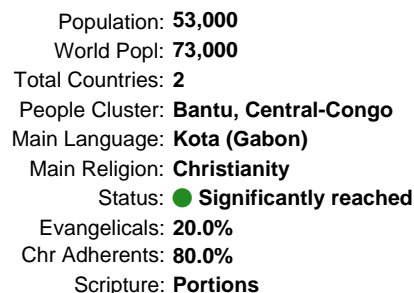 Population: 53,000
World Popl: 73,000
Total Countries: 2
People Cluster: Bantu, Central-Congo
Main Language: Kota (Gabon)
Main Religion: Christianity
Status: Significantly reached
Evangelicals: 20.0%
Chr Adherents: 80.0%
Scripture: Portions